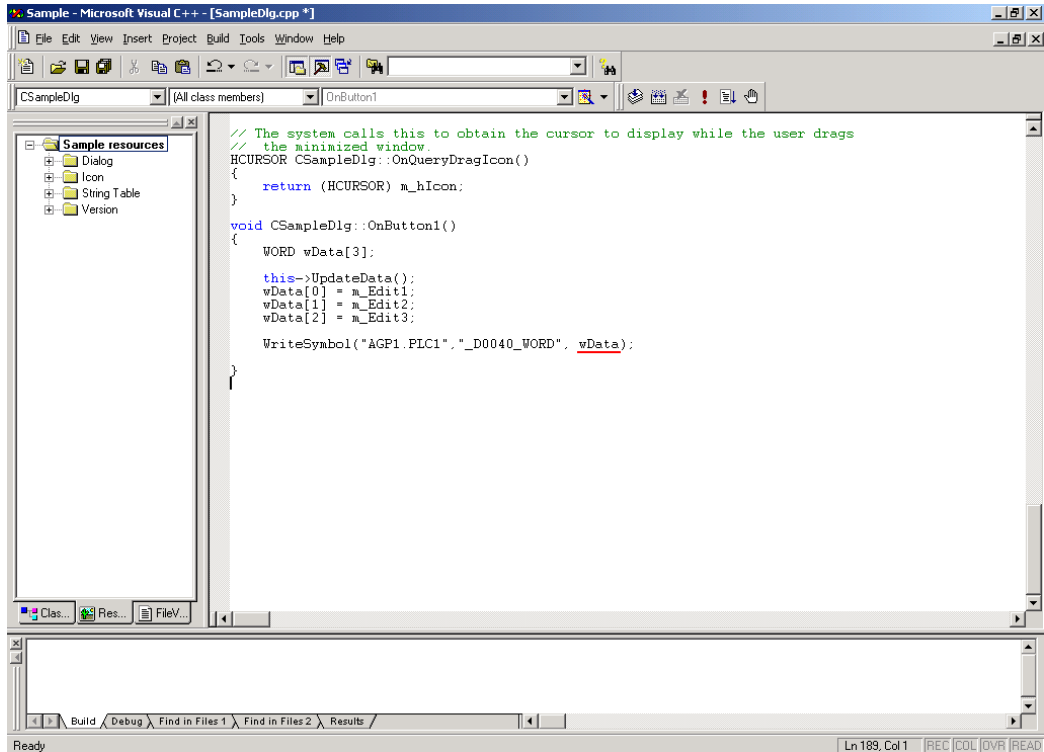 Sample - Microsoft Visual C++ - [SampleDlg.cpp *]
File Edit View Insert Project Build Tools Window Help
CSampleDlg (All class members) OnButton1
Sample resources
Dialog
Icon
String Table
Version
// The system calls this to obtain the cursor to display while the user drags
//  the minimized window.
HCURSOR CSampleDlg::OnQueryDragIcon()
{
    return (HCURSOR) m_hIcon;
}
void CSampleDlg::OnButton1()
{
    WORD wData[3];
    this->UpdateData();
    wData[0] = m_Edit1;
    wData[1] = m_Edit2;
    wData[2] = m_Edit3;
    WriteSymbol("AGP1.PLC1","_D0040_WORD", wData);
}
Clas... Res... FileV...
Build Debug Find in Files 1 Find in Files 2 Results
Ready Ln 189, Col 1 REC COL OVR READ